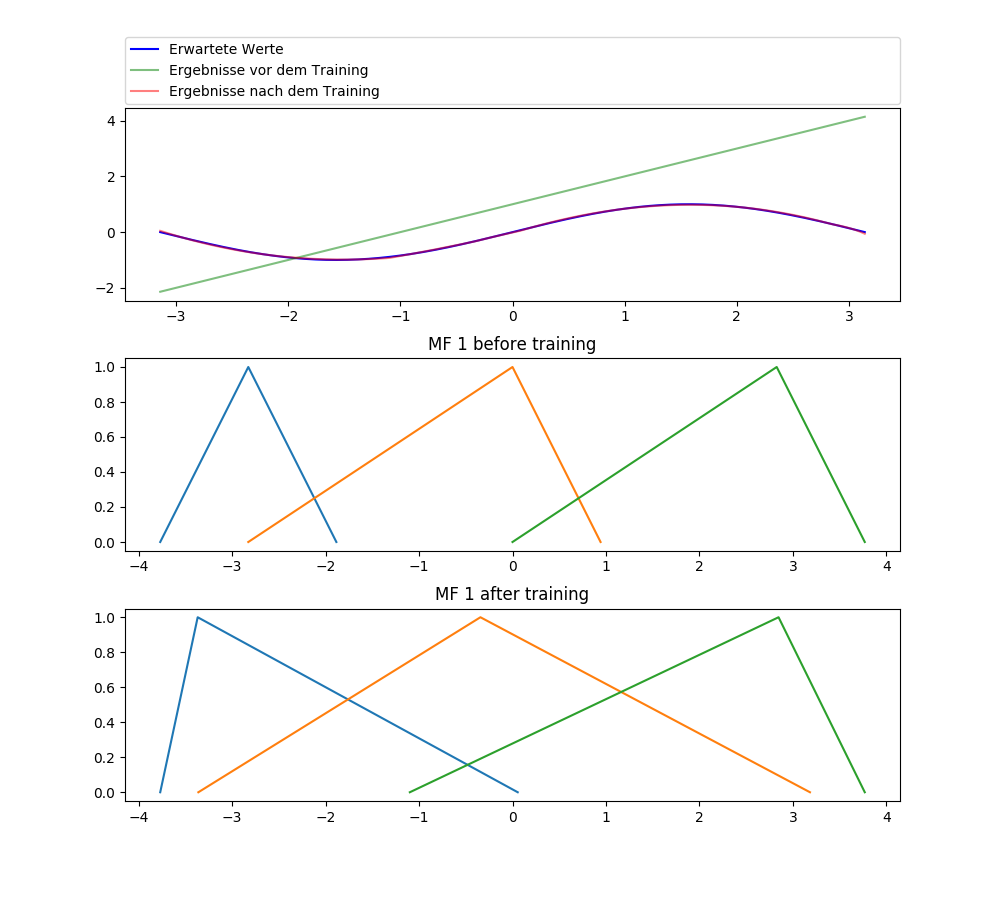 Erwartete Werte
Ergebnisse vor dem Training
Ergebnisse nach dem Training
4
2
0
−2
−3 −2 −1 0 1 2 3
MF 1 before training
1.0
0.8
0.6
0.4
0.2
0.0
−4 −3 −2 −1 0 1 2 3 4
MF 1 after training
1.0
0.8
0.6
0.4
0.2
0.0
−4 −3 −2 −1 0 1 2 3 4